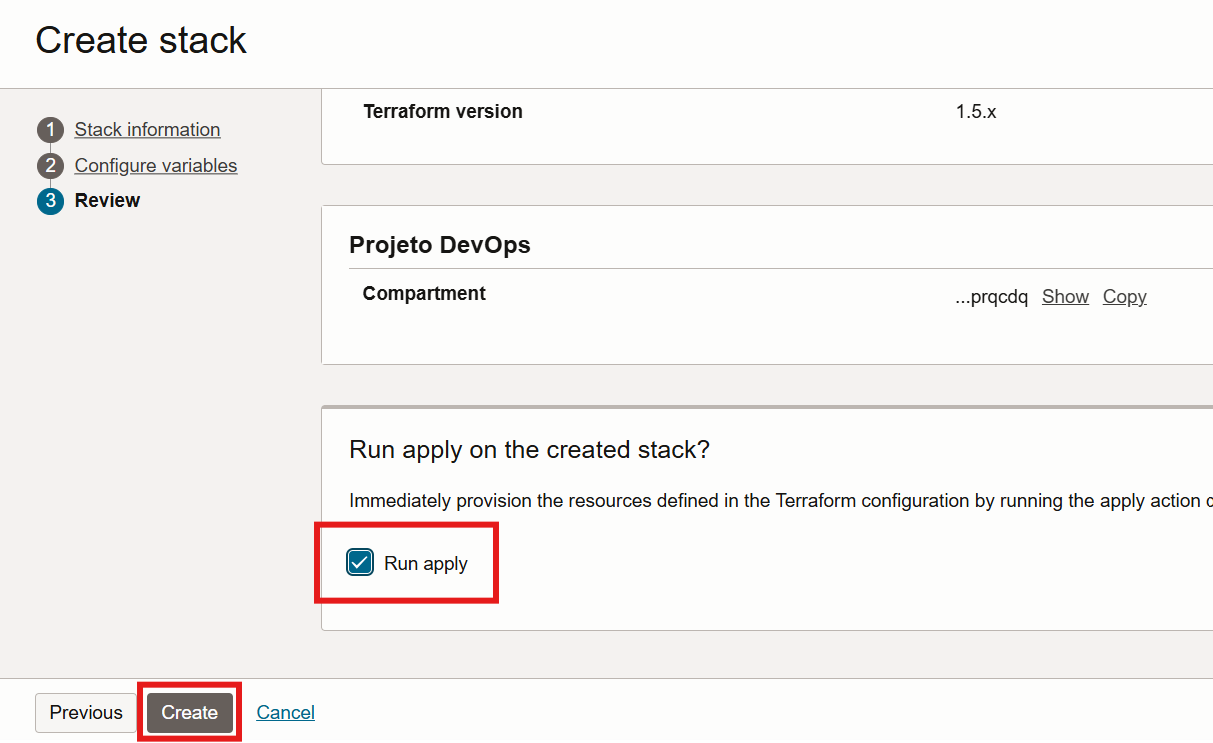 Create stack
1 Stack information
2 Configure variables
3 Review
Terraform version 1.5.x
Projeto DevOps
Compartment ...prqcdq Show Copy
Run apply on the created stack?
Immediately provision the resources defined in the Terraform configuration by running the apply action
Run apply
Previous Create Cancel